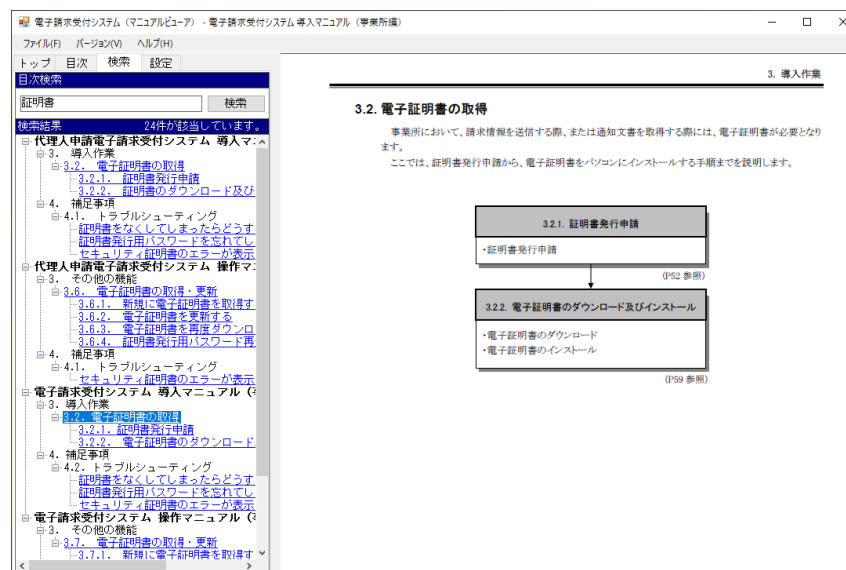 電子請求受付システム（マニュアルビューア） - 電子請求受付システム 導入マニュアル（事業所編）
ファイル(F) バージョン(V) ヘルプ(H)
トップ 目次 検索 設定
目次検索
証明書 検索
検索結果 24件が該当しています。
代理人申請電子請求受付システム 導入マニ
3. 導入作業
3.2. 電子証明書の取得
3.2.1. 証明書発行申請
3.2.2. 証明書のダウンロード及び
4. 補足事項
4.1. トラブルシューティング
証明書をなくしてしまったらどうす
証明書発行用パスワードを忘れてし
セキュリティ証明書のエラーが表示
代理人申請電子請求受付システム 操作マニ
3. その他の機能
3.6. 電子証明書の取得・更新
3.6.1. 新規に電子証明書を取得す
3.6.2. 電子証明書を更新する
3.6.3. 電子証明書を再度ダウンロ
3.6.4. 証明書発行用パスワード再
4. 補足事項
4.1. トラブルシューティング
セキュリティ証明書のエラーが表示
電子請求受付システム 導入マニュアル（事
3. 導入作業
3.2. 電子証明書の取得
3.2.1. 証明書発行申請
3.2.2. 電子証明書のダウンロード
4. 補足事項
4.2. トラブルシューティング
証明書をなくしてしまったらどうす
証明書発行用パスワードを忘れてし
セキュリティ証明書のエラーが表示
電子請求受付システム 操作マニュアル（事
3. その他の機能
3.7. 電子証明書の取得・更新
3.7.1. 新規に電子証明書を取得す
3. 導入作業
3.2. 電子証明書の取得
事業所において、請求情報を送信する際、または通知文書を取得する際には、電子証明書が必要となり
ます。
ここでは、証明書発行申請から、電子証明書をパソコンにインストールする手順までを説明します。
3.2.1. 証明書発行申請
・証明書発行申請
(P52 参照)
3.2.2. 電子証明書のダウンロード及びインストール
・電子証明書のダウンロード
・電子証明書のインストール
(P59 参照)